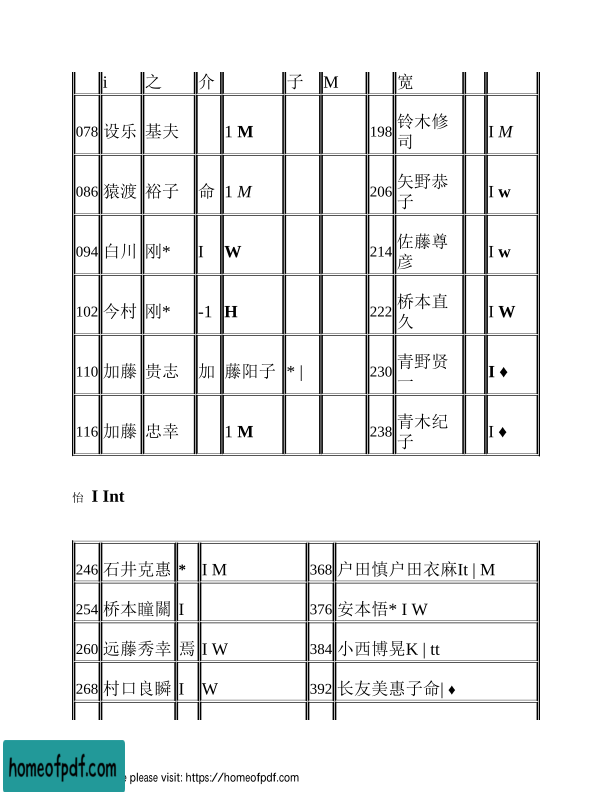 i 之 介 子 M 宽
078 设乐 基夫 1 M 198 铃木修司 I M
086 猿渡 裕子 命 1 M 206 矢野恭子 I w
094 白川 刚* I W 214 佐藤尊彦 I w
102 今村 刚* -1 H 222 桥本直久 I W
110 加藤 贵志 加 藤阳子 * | 230 青野贤一 I ♦
116 加藤 忠幸 1 M 238 青木纪子 I ♦
怡 I Int
246 石井克惠 * I M 368 户田慎户田衣麻It | M
254 桥本瞳關 I 376 安本悟* I W
260 远藤秀幸 焉 I W 384 小西博晃K | tt
268 村口良瞬 I W 392 长友美惠子命| ♦
homeofpdf.com
e please visit: https://homeofpdf.com